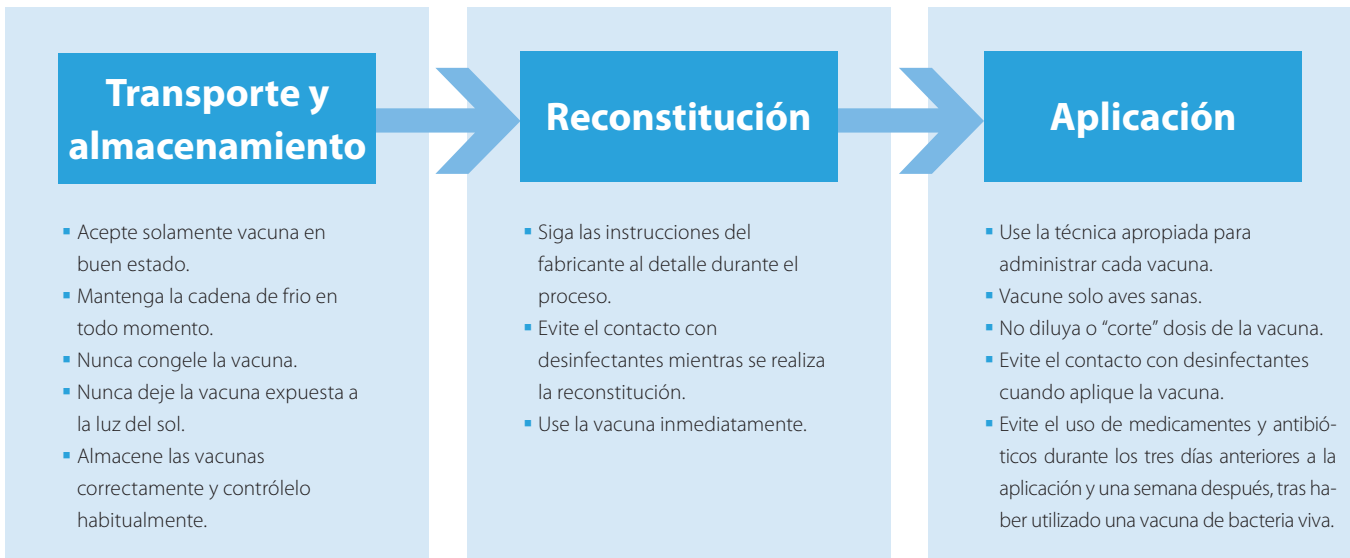 Transporte y
almacenamiento
▪ Acepte solamente vacuna en
buen estado.
▪ Mantenga la cadena de frio en
todo momento.
▪ Nunca congele la vacuna.
▪ Nunca deje la vacuna expuesta a
la luz del sol.
▪ Almacene las vacunas
correctamente y contrólelo
habitualmente.
Reconstitución
▪ Siga las instrucciones del
fabricante al detalle durante el
proceso.
▪ Evite el contacto con
desinfectantes mientras se realiza
la reconstitución.
▪ Use la vacuna inmediatamente.
Aplicación
▪ Use la técnica apropiada para
administrar cada vacuna.
▪ Vacune solo aves sanas.
▪ No diluya o “corte” dosis de la vacuna.
▪ Evite el contacto con desinfectantes
cuando aplique la vacuna.
▪ Evite el uso de medicamentes y antibió-
ticos durante los tres días anteriores a la
aplicación y una semana después, tras ha-
ber utilizado una vacuna de bacteria viva.